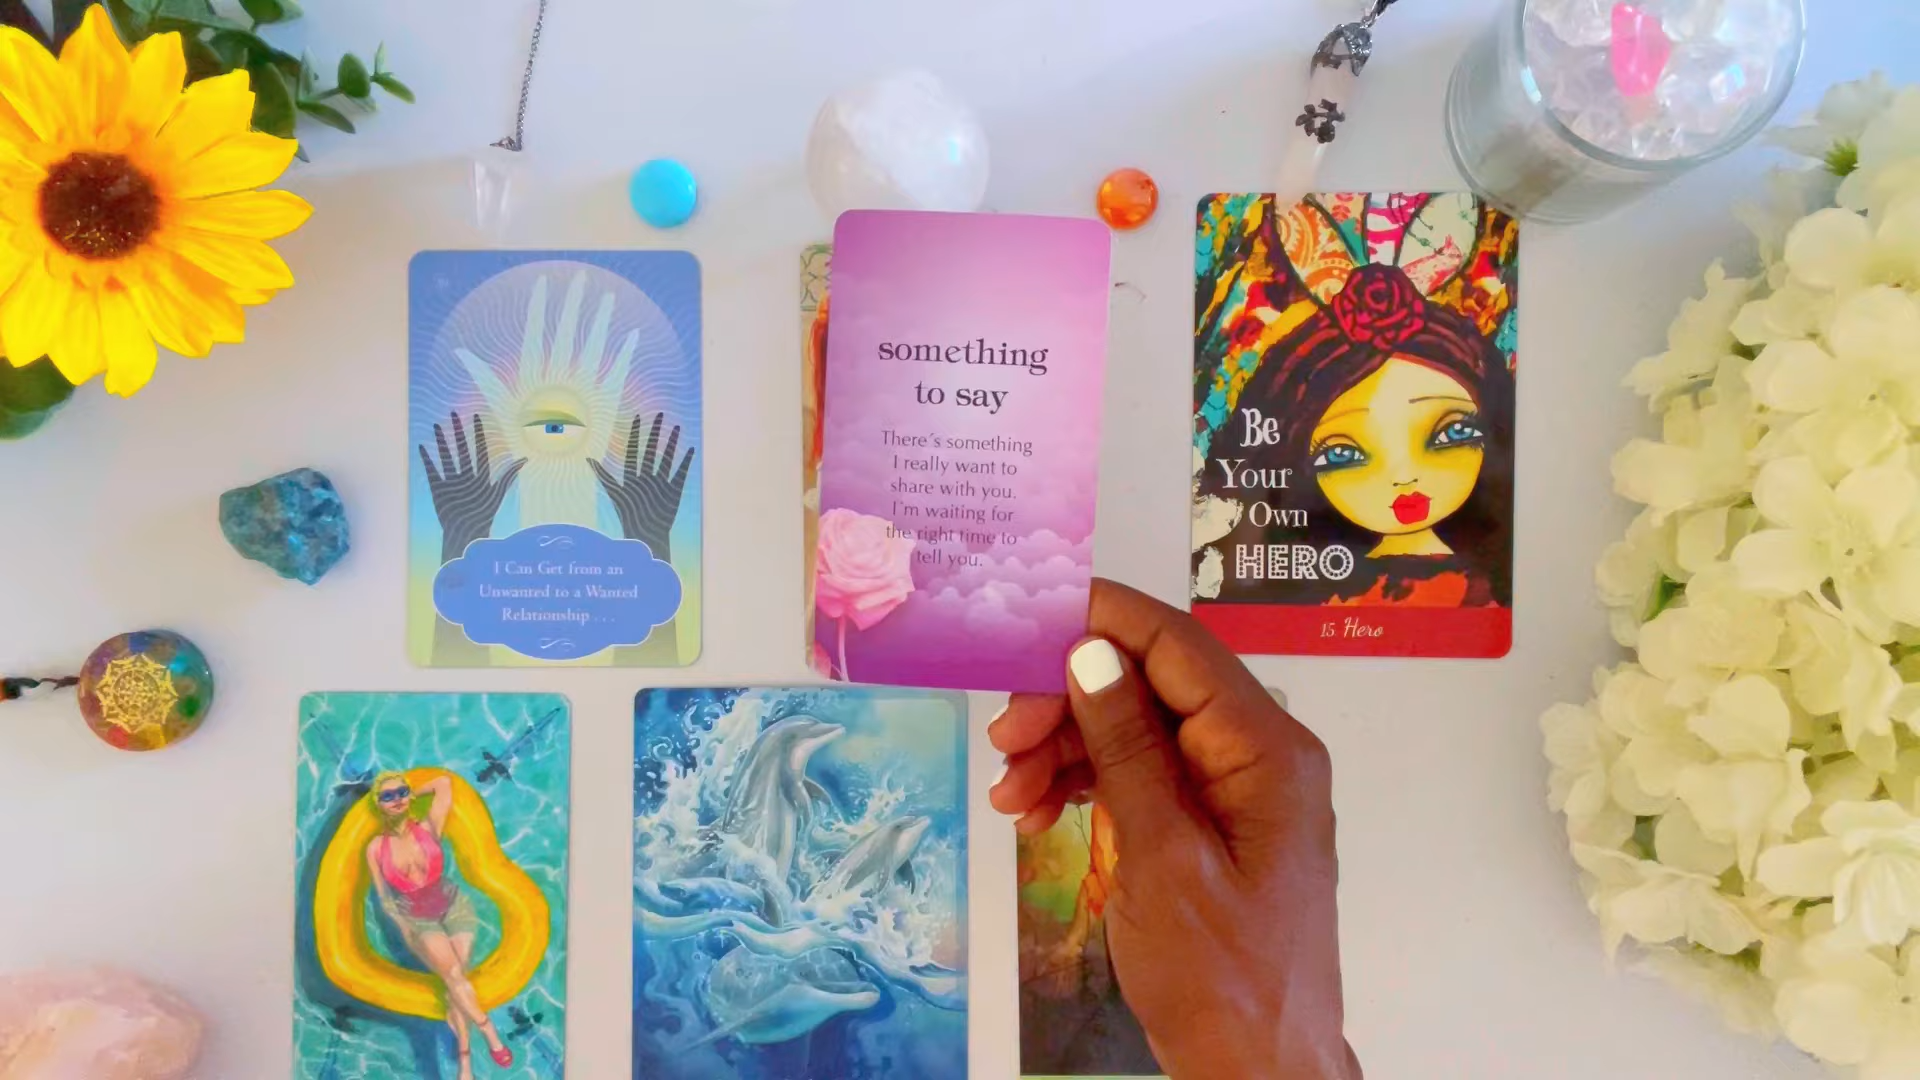 I Can Get from an
Unwanted to a Wanted
Relationship . . .
something
to say
There´s something
I really want to
share with you.
I´m waiting for
the right time to
tell you.
Be
Your
Own
HERO
15 Hero